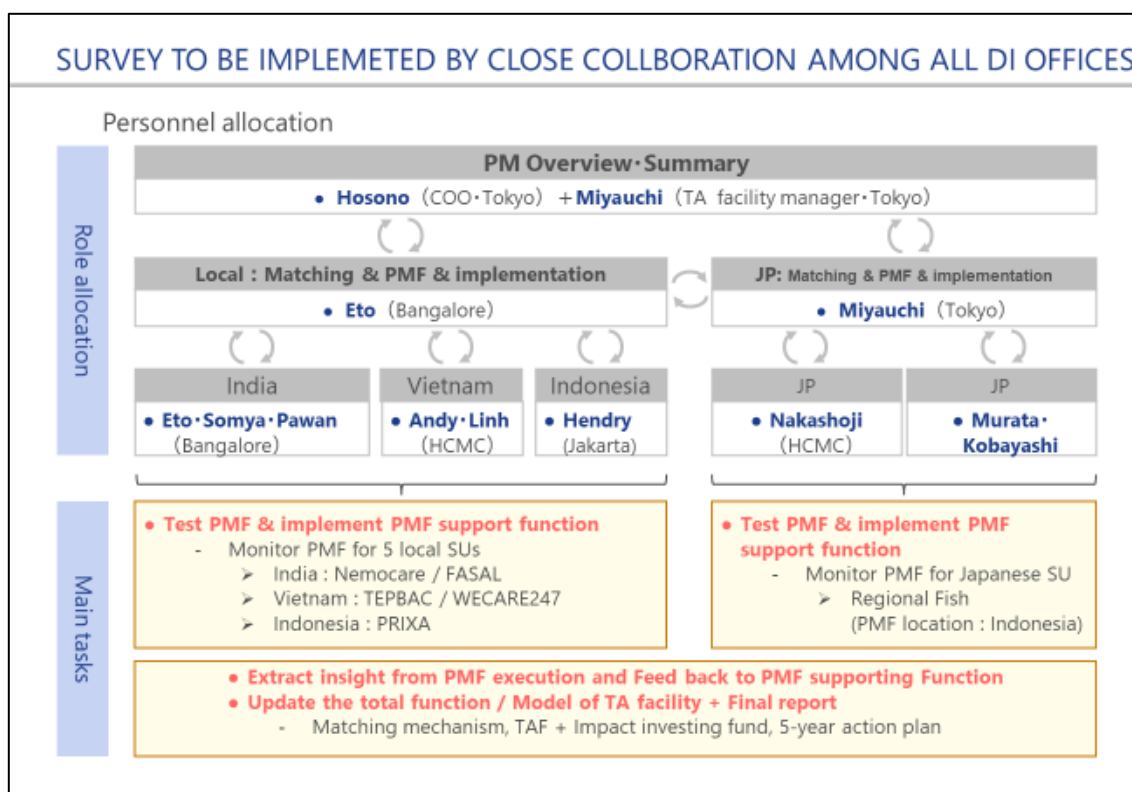 SURVEY TO BE IMPLEMETED BY CLOSE COLLBORATION AMONG ALL DI OFFICES
Personnel allocation
Role allocation
PM Overview・Summary
● Hosono (COO・Tokyo) +Miyauchi (TA facility manager・Tokyo)
Local : Matching & PMF & implementation
● Eto (Bangalore)
JP: Matching & PMF & implementation
● Miyauchi (Tokyo)
India
● Eto・Somya・Pawan
(Bangalore)
Vietnam
● Andy・Linh
(HCMC)
Indonesia
● Hendry
(Jakarta)
JP
● Nakashoji
(HCMC)
JP
● Murata・
Kobayashi
Main tasks
● Test PMF & implement PMF support function
- Monitor PMF for 5 local SUs
➢ India : Nemocare / FASAL
➢ Vietnam : TEPBAC / WECARE247
➢ Indonesia : PRIXA
● Test PMF & implement PMF
support function
- Monitor PMF for Japanese SU
➢ Regional Fish
(PMF location : Indonesia)
● Extract insight from PMF execution and Feed back to PMF supporting Function
● Update the total function / Model of TA facility + Final report
- Matching mechanism, TAF + Impact investing fund, 5-year action plan